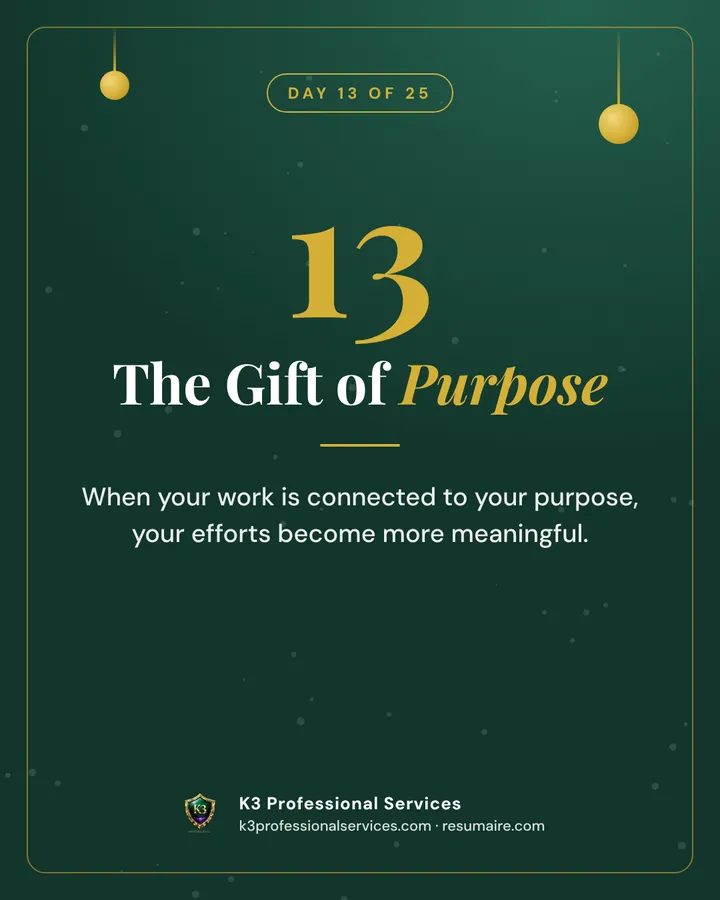 DAY 13 OF 25
13
The Gift of Purpose
When your work is connected to your purpose,
your efforts become more meaningful.
K3
K3 Professional Services
k3professionalservices.com · resumaire.com